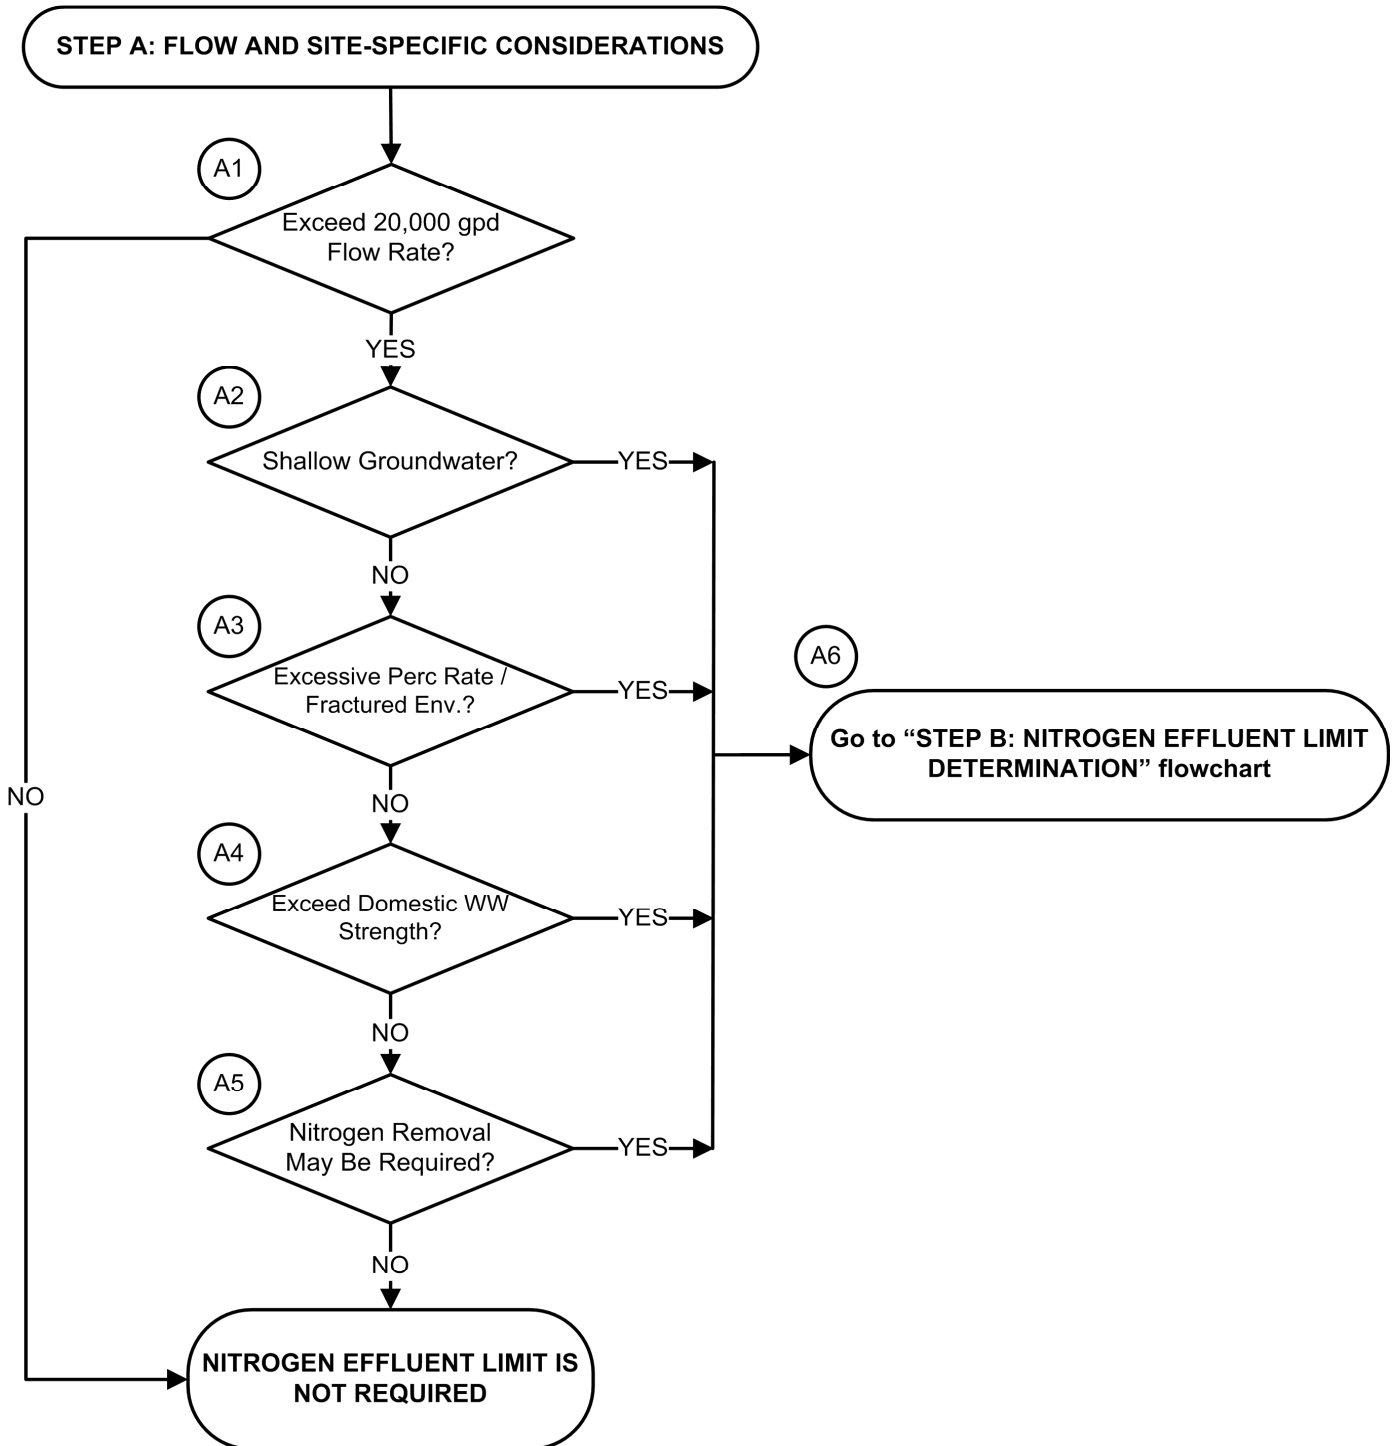 STEP A: FLOW AND SITE-SPECIFIC CONSIDERATIONS
A1
Exceed 20,000 gpd
Flow Rate?
YES
A2
Shallow Groundwater?
YES
NO
A3
Excessive Perc Rate /
Fractured Env.?
YES
A6
Go to “STEP B: NITROGEN EFFLUENT LIMIT
DETERMINATION” flowchart
NO
NO
A4
Exceed Domestic WW
Strength?
YES
NO
A5
Nitrogen Removal
May Be Required?
YES
NO
NITROGEN EFFLUENT LIMIT IS
NOT REQUIRED